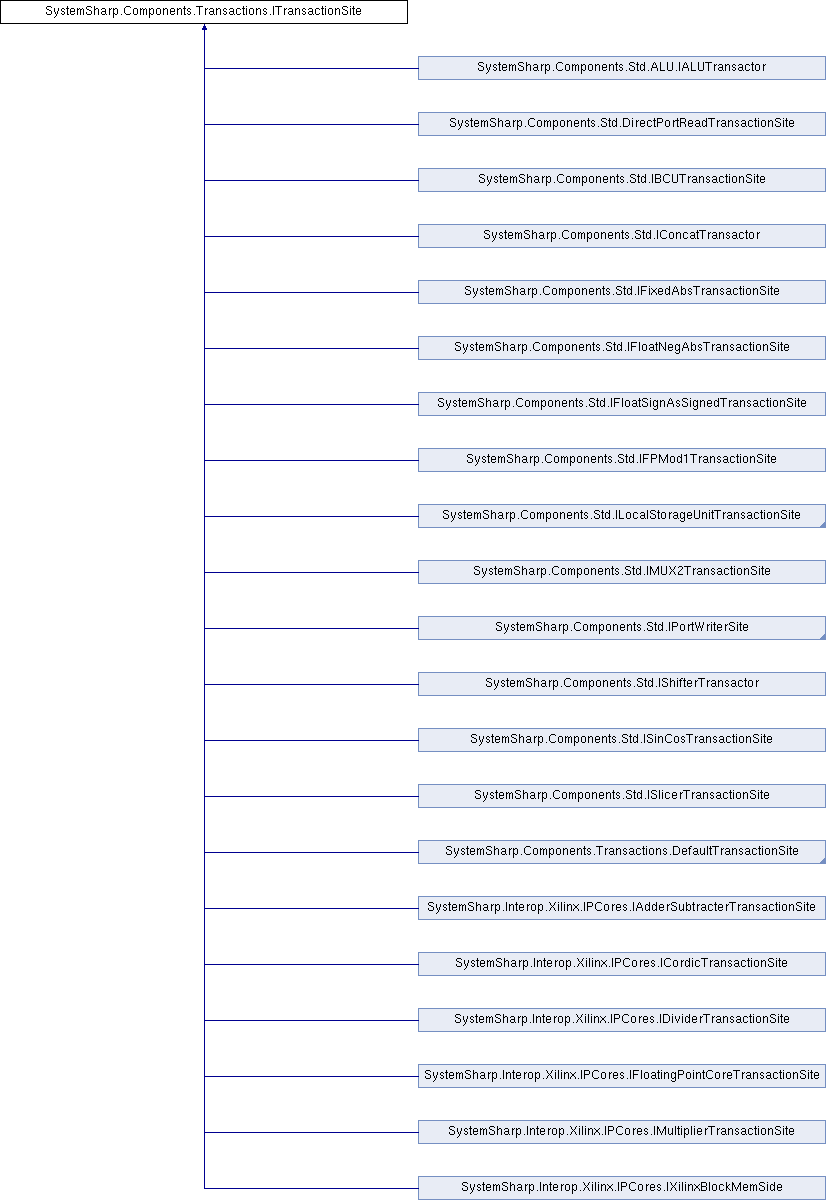 SystemSharp.Components.Transactions.ITransactionSite
SystemSharp.Components.Std.ALU.IALUTransactor
SystemSharp.Components.Std.DirectPortReadTransactionSite
SystemSharp.Components.Std.IBCUTransactionSite
SystemSharp.Components.Std.IConcatTransactor
SystemSharp.Components.Std.IFixedAbsTransactionSite
SystemSharp.Components.Std.IFloatNegAbsTransactionSite
SystemSharp.Components.Std.IFloatSignAsSignedTransactionSite
SystemSharp.Components.Std.IFPMod1TransactionSite
SystemSharp.Components.Std.ILocalStorageUnitTransactionSite
SystemSharp.Components.Std.IMUX2TransactionSite
SystemSharp.Components.Std.IPortWriterSite
SystemSharp.Components.Std.IShifterTransactor
SystemSharp.Components.Std.ISinCosTransactionSite
SystemSharp.Components.Std.ISlicerTransactionSite
SystemSharp.Components.Transactions.DefaultTransactionSite
SystemSharp.Interop.Xilinx.IPCores.IAdderSubtracterTransactionSite
SystemSharp.Interop.Xilinx.IPCores.ICordicTransactionSite
SystemSharp.Interop.Xilinx.IPCores.IDividerTransactionSite
SystemSharp.Interop.Xilinx.IPCores.IFloatingPointCoreTransactionSite
SystemSharp.Interop.Xilinx.IPCores.IMultiplierTransactionSite
SystemSharp.Interop.Xilinx.IPCores.IXilinxBlockMemSide